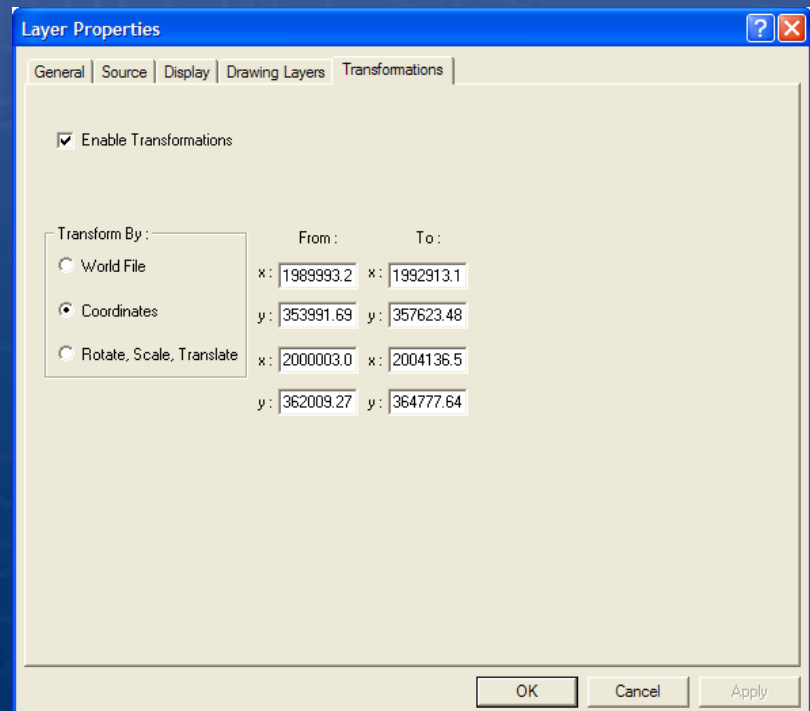 Layer Properties
General Source Display Drawing Layers Transformations
Enable Transformations
Transform By :
World File
Coordinates
Rotate, Scale, Translate
From : To :
x : 1989993.2 x : 1992913.1
y : 353991.69 y : 357623.48
x : 2000003.0 x : 2004136.5
y : 362009.27 y : 364777.64
OK Cancel Apply